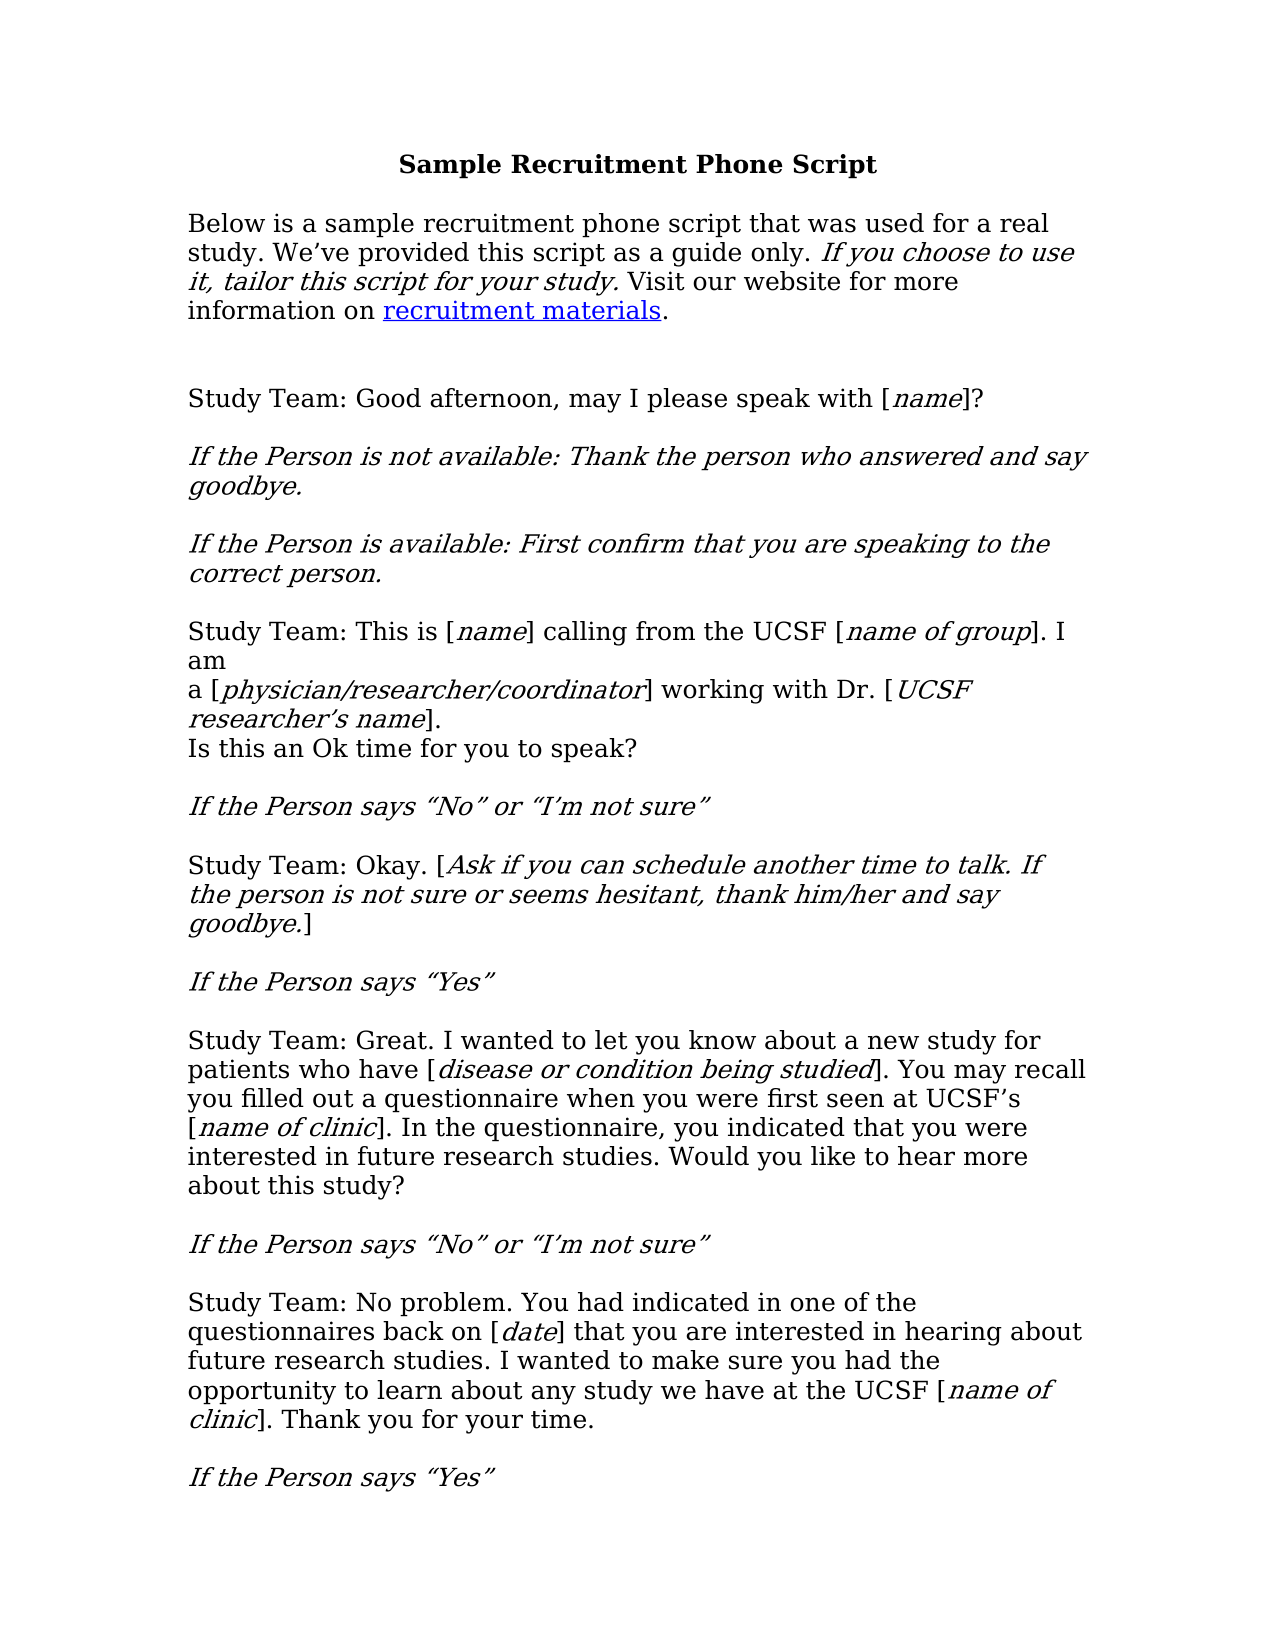 Sample Recruitment Phone Script
Below is a sample recruitment phone script that was used for a real
study. We’ve provided this script as a guide only. If you choose to use
it, tailor this script for your study. Visit our website for more
information on recruitment materials.
Study Team: Good afternoon, may I please speak with [name]?
If the Person is not available: Thank the person who answered and say
goodbye.
If the Person is available: First confirm that you are speaking to the
correct person.
Study Team: This is [name] calling from the UCSF [name of group]. I
am
a [physician/researcher/coordinator] working with Dr. [UCSF
researcher’s name].
Is this an Ok time for you to speak?
If the Person says “No” or “I’m not sure”
Study Team: Okay. [Ask if you can schedule another time to talk. If
the person is not sure or seems hesitant, thank him/her and say
goodbye.]
If the Person says “Yes”
Study Team: Great. I wanted to let you know about a new study for
patients who have [disease or condition being studied]. You may recall
you filled out a questionnaire when you were first seen at UCSF’s
[name of clinic]. In the questionnaire, you indicated that you were
interested in future research studies. Would you like to hear more
about this study?
If the Person says “No” or “I’m not sure”
Study Team: No problem. You had indicated in one of the
questionnaires back on [date] that you are interested in hearing about
future research studies. I wanted to make sure you had the
opportunity to learn about any study we have at the UCSF [name of
clinic]. Thank you for your time.
If the Person says “Yes”